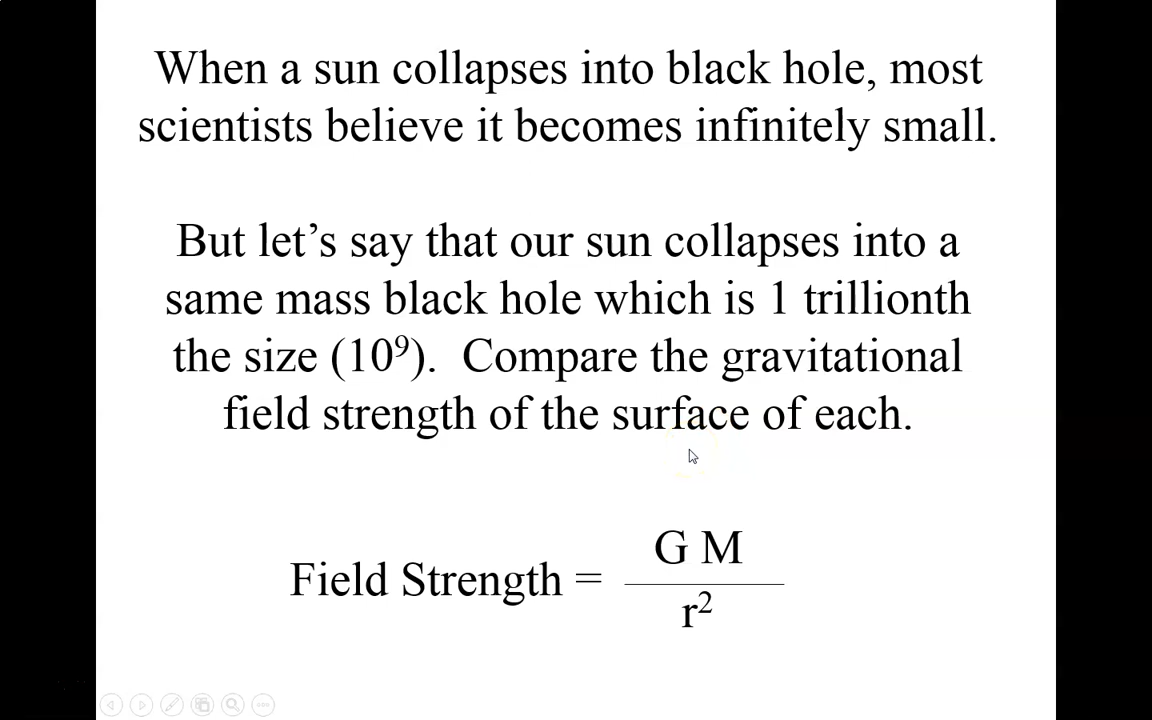 When a sun collapses into black hole, most
scientists believe it becomes infinitely small.
But let’s say that our sun collapses into a
same mass black hole which is 1 trillionth
the size (10⁹).  Compare the gravitational
field strength of the surface of each.
G M
Field Strength =
r²